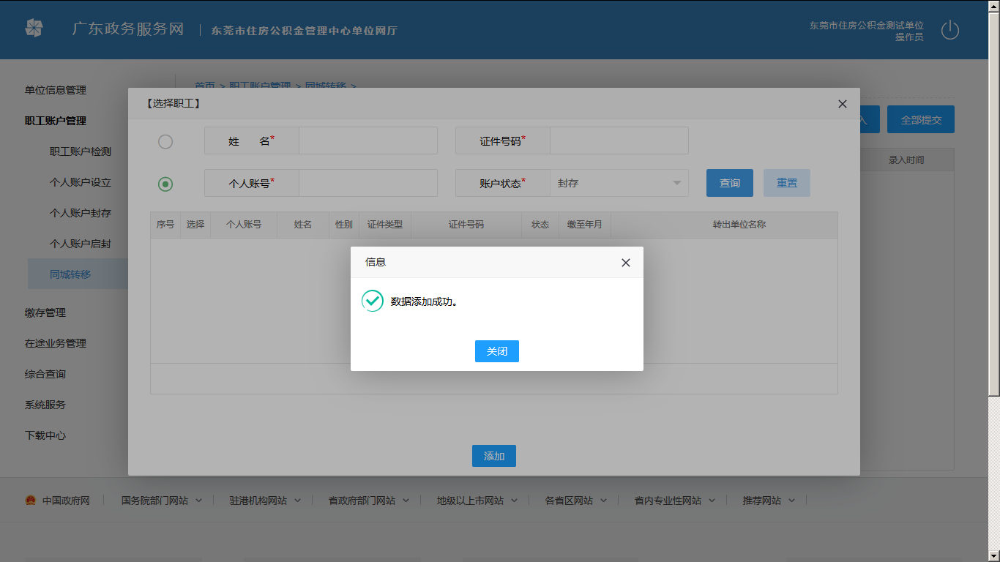 广东政务服务网 | 东莞市住房公积金管理中心单位网厅
东莞市住房公积金测试单位
操作员
单位信息管理
职工账户管理
职工账户检测
个人账户设立
个人账户封存
个人账户启封
同城转移
缴存管理
在途业务管理
综合查询
系统服务
下载中心
首页 > 职工账户管理 > 同城转移 >
入 全部提交
录入时间
【选择职工】
姓 名* 证件号码*
个人账号* 账户状态* 封存 查询 重置
序号 选择 个人账号 姓名 性别 证件类型 证件号码 状态 缴至年月 转出单位名称
信息
数据添加成功。
关闭
添加
中国政府网 国务院部门网站 驻港机构网站 省政府部门网站 地级以上市网站 各省区网站 省内专业性网站 推荐网站